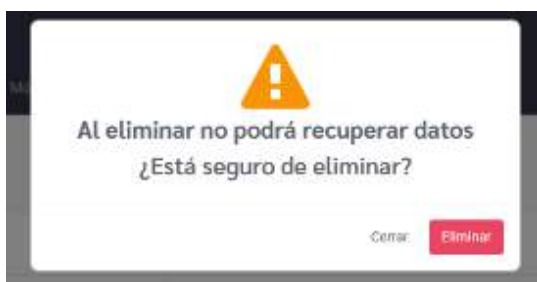 Al eliminar no podrá recuperar datos
¿Está seguro de eliminar?
Cerrar
Eliminar